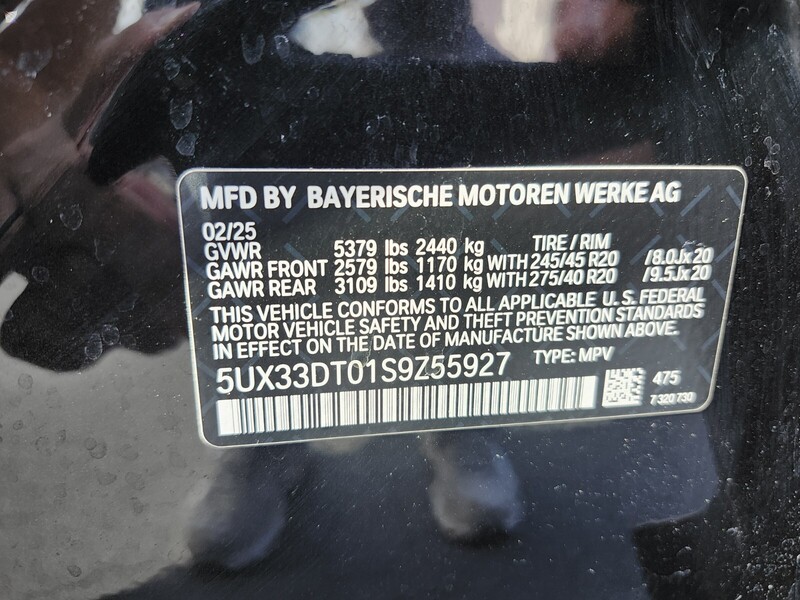 MFD BY BAYERISCHE MOTOREN WERKE AG
02/25
GVWR 5379 lbs 2440 kg TIRE / RIM
GAWR FRONT 2579 lbs 1170 kg WITH 245/45 R20 /8.0Jx20
GAWR REAR 3109 lbs 1410 kg WITH 275/40 R20 /9.5Jx20
THIS VEHICLE CONFORMS TO ALL APPLICABLE U.S. FEDERAL
MOTOR VEHICLE SAFETY AND THEFT PREVENTION STANDARDS
IN EFFECT ON THE DATE OF MANUFACTURE SHOWN ABOVE.
5UX33DT01S9Z55927 TYPE: MPV
475
7 320 730